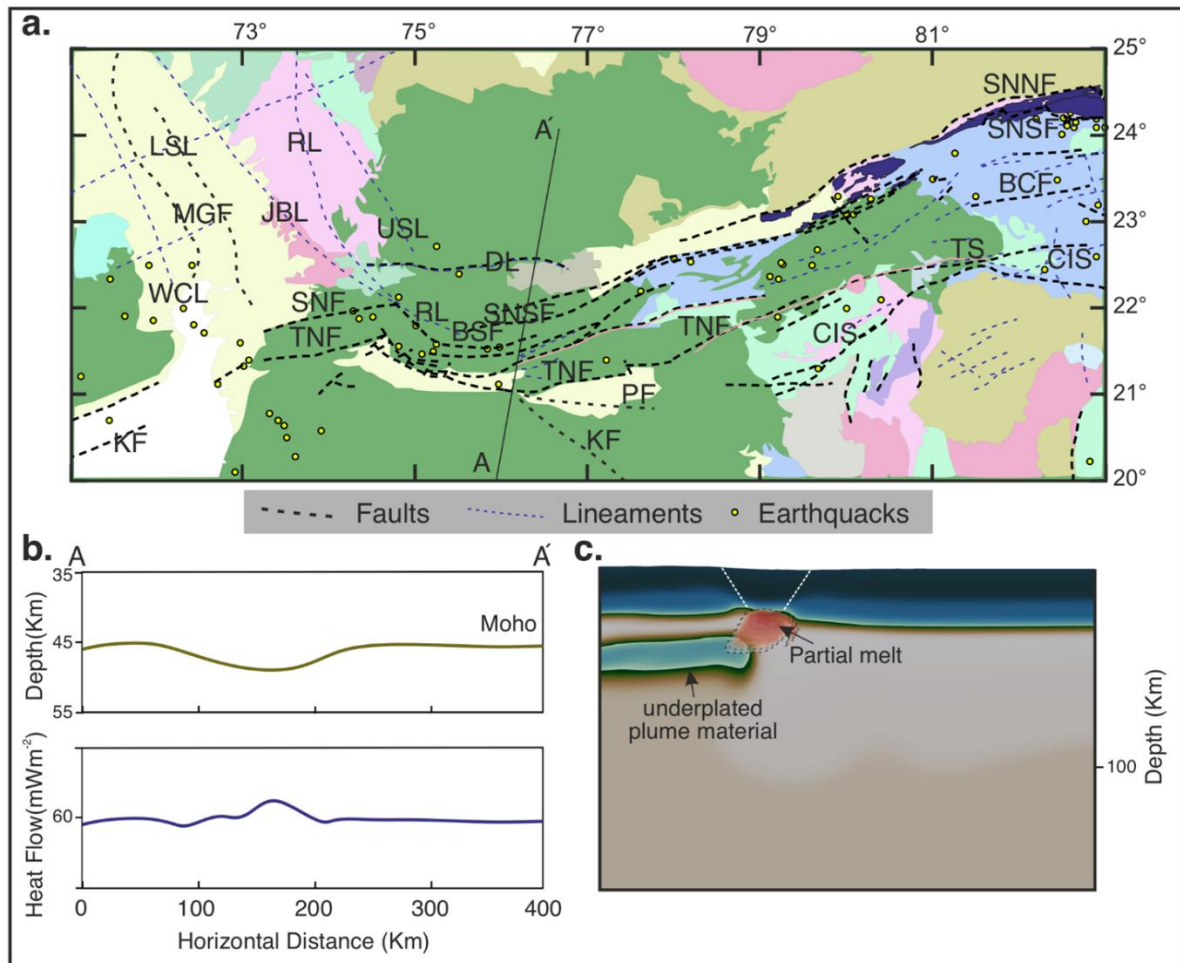 a.
73° 75° 77° 79° 81°
25°
SNNF
A´
SNSF
24°
LSL RL
BCF
MGF JBL USL
23°
DL TS
CIS
WCL
SNF RL SNSF
22°
TNF BSF TNF CIS
TNF
PF
21°
KF KF
A
20°
Faults Lineaments Earthquacks
b. c.
A A´
35
Depth(Km)
45
55
Moho
Heat Flow(mWm⁻²)
60
0 100 200 300 400
Horizontal Distance (Km)
Partial melt
underplated
plume material
100
Depth (Km)